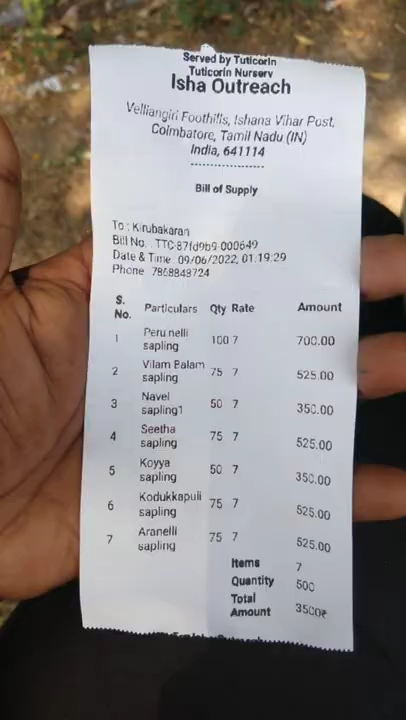 Served by Tuticorin
Tuticorin Nursery
Isha Outreach
Velliangiri Foothills, Ishana Vihar Post,
Coimbatore, Tamil Nadu (IN)
India, 641114
--------------------
Bill of Supply
To : Kirubakaran
Bill No. : TTC-87fd9b9-000649
Date & Time 09/06/2022, 01:19:29
Phone 7868848724
S. No. Particulars Qty Rate Amount
1 Peru nelli sapling 100 7 700.00
2 Vilam Balam sapling 75 7 525.00
3 Navel sapling1 50 7 350.00
4 Seetha sapling 75 7 525.00
5 Koyya sapling 50 7 350.00
6 Kodukkapuli sapling 75 7 525.00
7 Aranelli sapling 75 7 525.00
Items 7
Quantity 500
Total Amount 3500₹